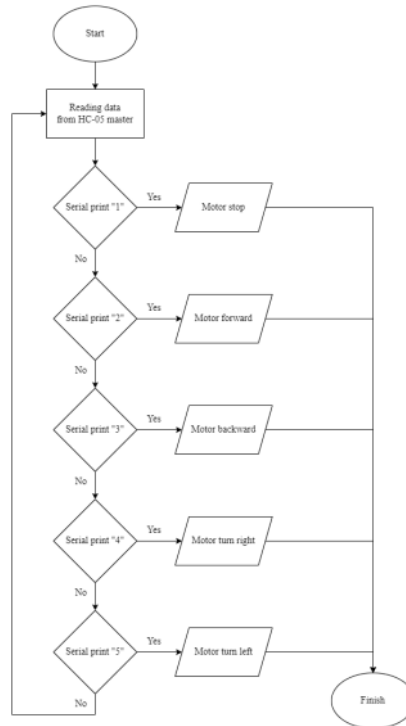 Start
Reading data
from HC-05 master
Serial print "1"
Yes
Motor stop
No
Serial print "2"
Yes
Motor forward
No
Serial print "3"
Yes
Motor backward
No
Serial print "4"
Yes
Motor turn right
No
Serial print "5"
Yes
Motor turn left
No
Finish